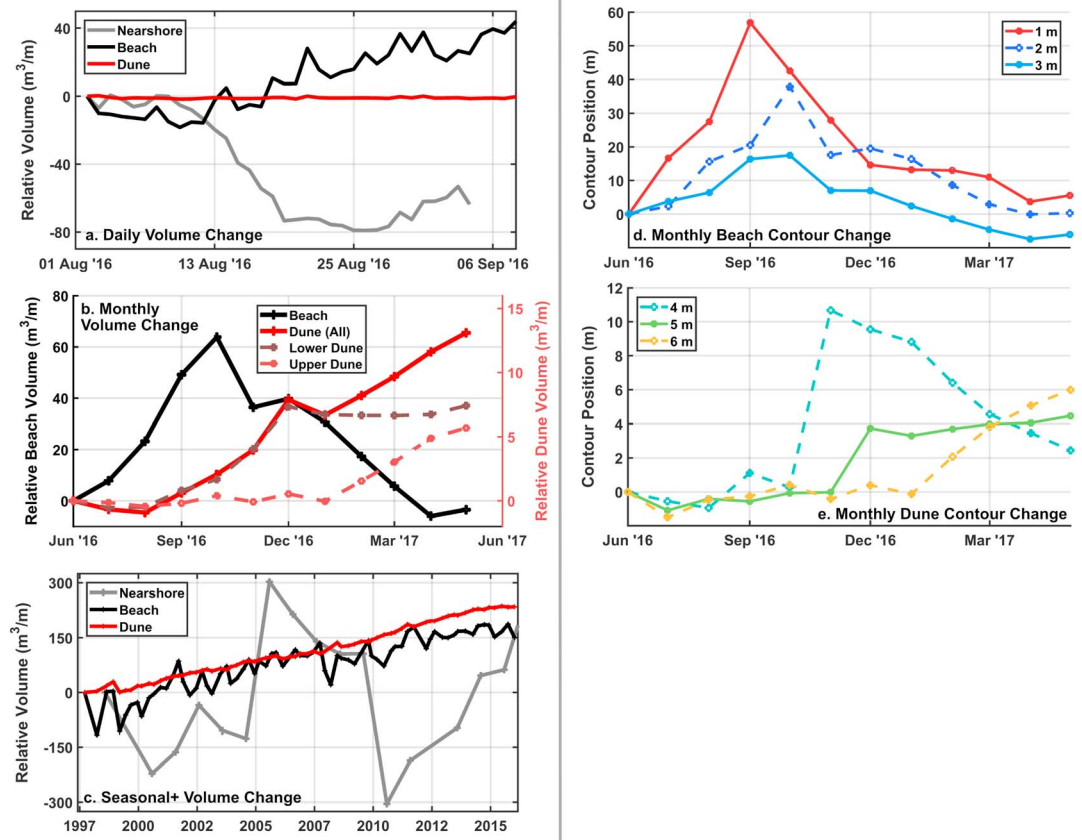 Relative Volume (m³/m)
40
0
-40
-80
Nearshore
Beach
Dune
a. Daily Volume Change
01 Aug '16
13 Aug '16
25 Aug '16
06 Sep '16
Relative Beach Volume (m³/m)
80
60
40
20
0
b. Monthly
Volume Change
Beach
Dune (All)
Lower Dune
Upper Dune
15
10
5
0
Relative Dune Volume (m³/m)
Jun '16
Sep '16
Dec '16
Mar '17
Jun '17
Relative Volume (m³/m)
300
150
0
-150
-300
Nearshore
Beach
Dune
c. Seasonal+ Volume Change
1997
2000
2002
2005
2007
2010
2012
2015
Contour Position (m)
60
50
40
30
20
10
0
1 m
2 m
3 m
d. Monthly Beach Contour Change
Jun '16
Sep '16
Dec '16
Mar '17
Contour Position (m)
12
10
8
6
4
2
0
4 m
5 m
6 m
e. Monthly Dune Contour Change
Jun '16
Sep '16
Dec '16
Mar '17